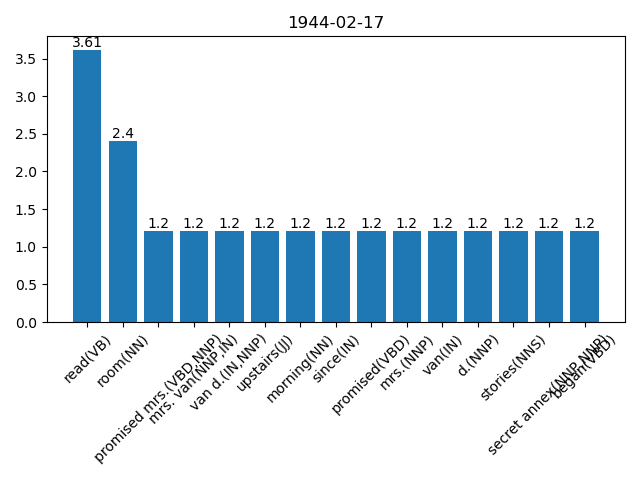 1944-02-17
3.61
2.4
1.2 1.2 1.2 1.2 1.2 1.2 1.2 1.2 1.2 1.2 1.2 1.2 1.2
3.5
3.0
2.5
2.0
1.5
1.0
0.5
0.0
read(VB)
room(NN)
promised mrs.(VBD,NNP)
mrs. van(NNP,IN)
van d.(IN,NNP)
upstairs(JJ)
morning(NN)
since(IN)
promised(VBD)
mrs.(NNP)
van(IN)
d.(NNP)
stories(NNS)
secret annex(NNP,NNP)
began(VBD)